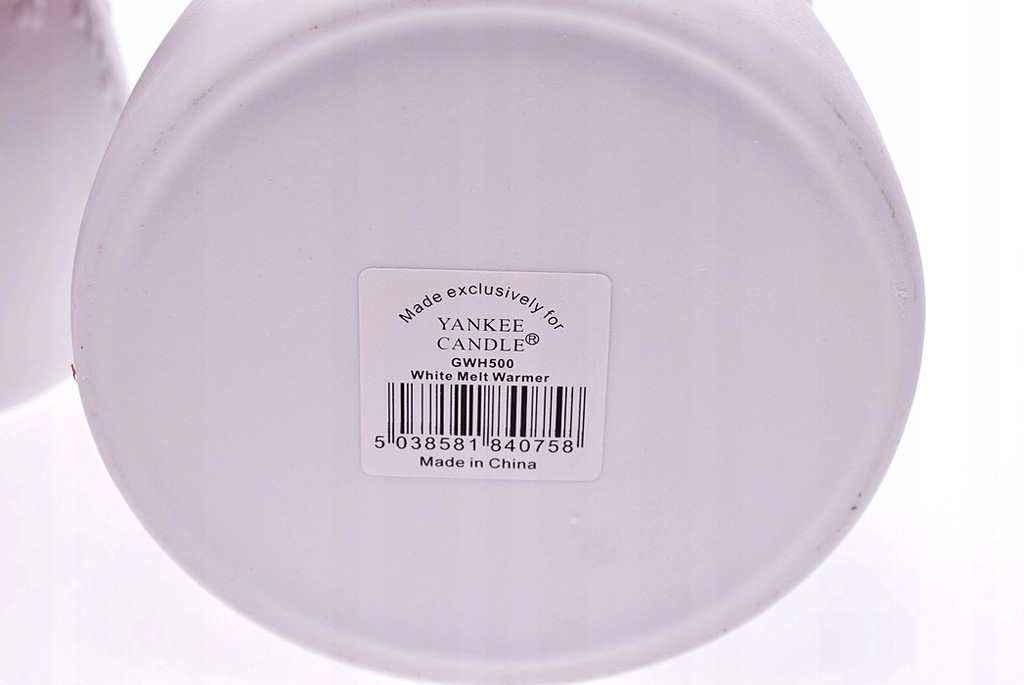 Made exclusively for
YANKEE
CANDLE®
GWH500
White Melt Warmer
5 038581 840758
Made in China